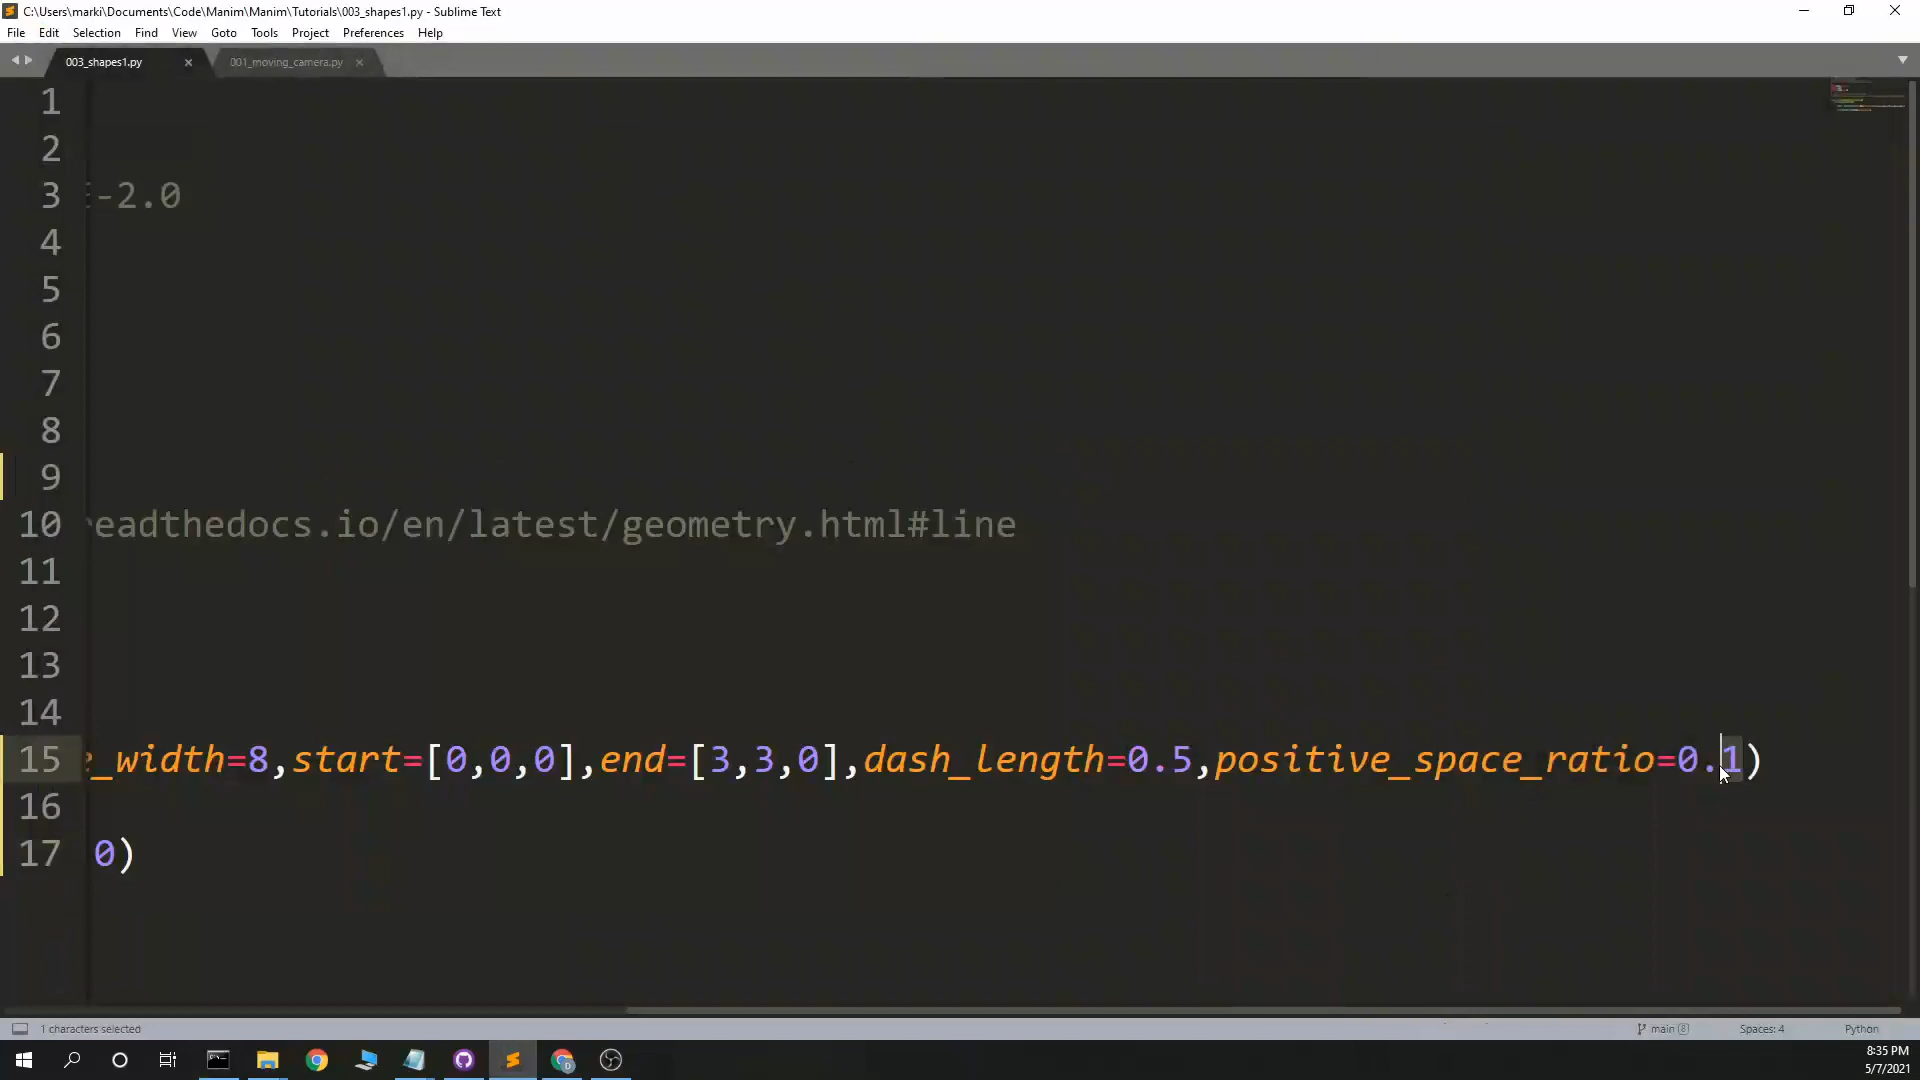 C:\Users\marki\Documents\Code\Manim\Manim\Tutorials\003_shapes1.py - Sublime Text
File Edit Selection Find View Goto Tools Project Preferences Help
003_shapes1.py 001_moving_camera.py
1
2
3 -2.0
4
5
6
7
8
9
10 readthedocs.io/en/latest/geometry.html#line
11
12
13
14
15 e_width=8,start=[0,0,0],end=[3,3,0],dash_length=0.5,positive_space_ratio=0.1)
16
17 0)
1 characters selected main 8 Spaces: 4 Python
8:35 PM
5/7/2021